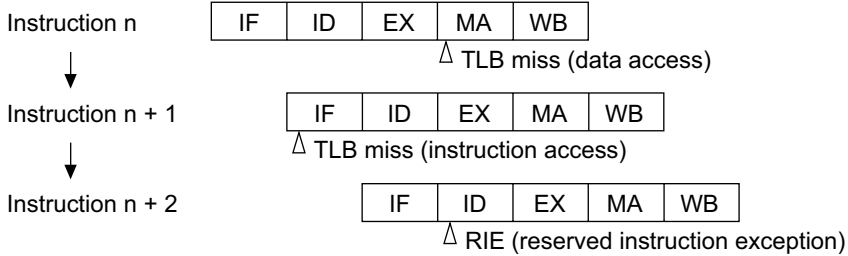 Instruction n IF ID EX MA WB
TLB miss (data access)
Instruction n + 1 IF ID EX MA WB
TLB miss (instruction access)
Instruction n + 2 IF ID EX MA WB
RIE (reserved instruction exception)